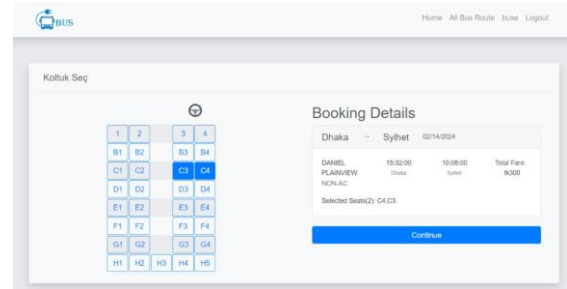 BUS
Home All Bus Route buse Logout
Koltuk Seç
Booking Details
1 2 3 4
B1 B2 B3 B4
C1 C2 C3 C4
D1 D2 D3 D4
E1 E2 E3 E4
F1 F2 F3 F4
G1 G2 G3 G4
H1 H2 H3 H4 H5
Dhaka → Sylhet 02/14/2024
DANIEL PLAINVIEW
NON-AC
15:32:00
Dhaka
10:08:00
Sylhet
Total Fare:
Selected Seats(2): C4,C3
Continue